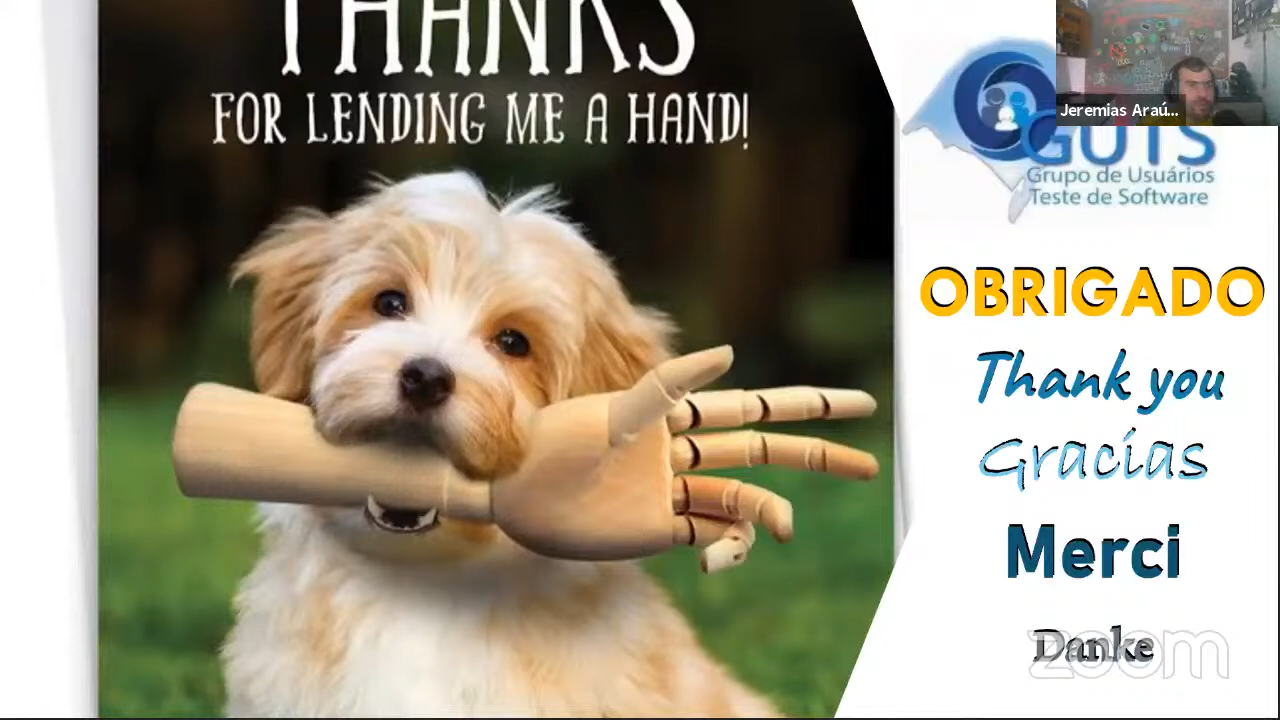 THANKS
FOR LENDING ME A HAND!
Jeremias Araú...
GUTS
Grupo de Usuários
Teste de Software
OBRIGADO
Thank you
Gracías
Merci
Danke
zoom